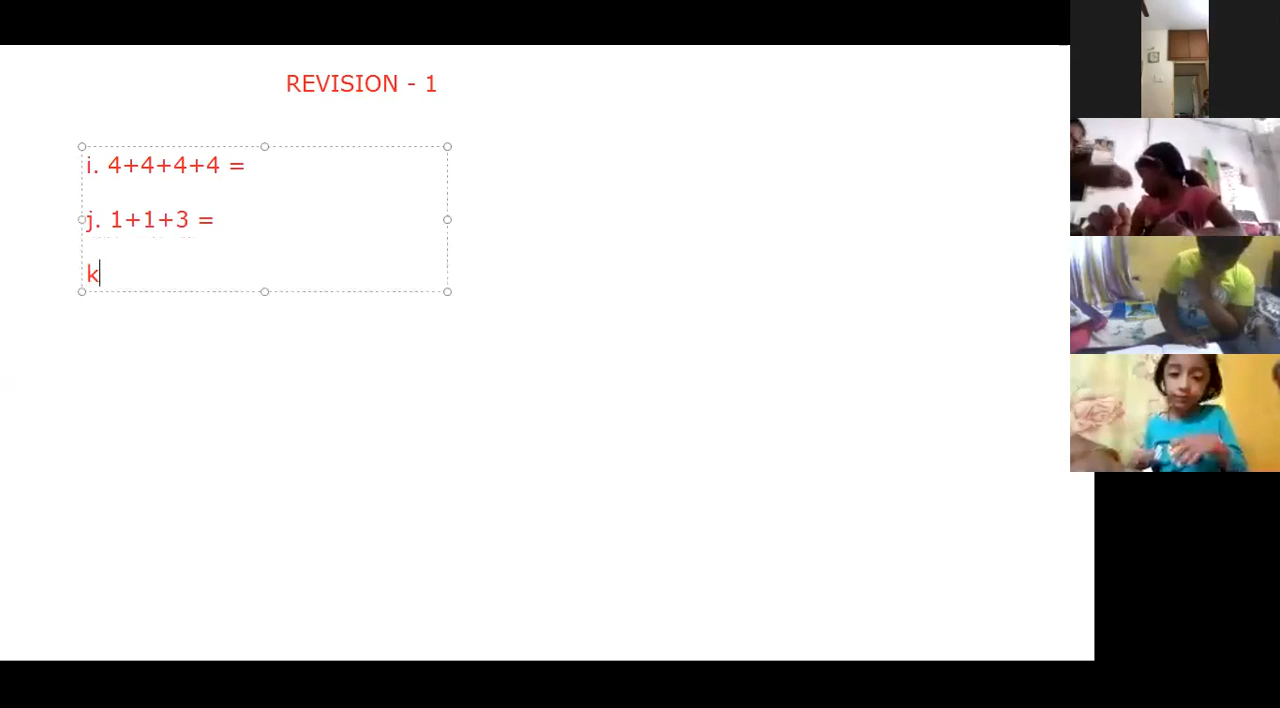 REVISION - 1
i. 4+4+4+4 =
j. 1+1+3 =
k